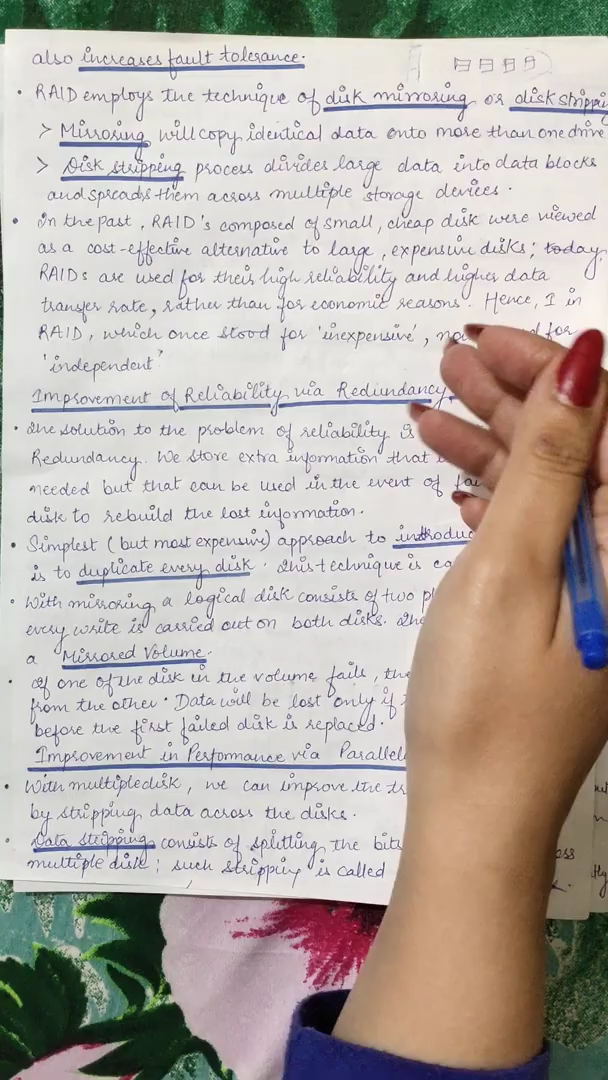 also increases fault tolerance.
• RAID employs the technique of disk mirroring or disk strippin
> Mirroring will copy identical data onto more than one drive
> Disk stripping process divides large data into data blocks
and spreads them across multiple storage devices.
• In the past, RAID's composed of small, cheap disk were viewed
as a cost-effective alternative to large, expensive disks; today,
RAIDs are used for their high reliability and higher data
transfer rate, rather than for economic reasons. Hence, I in
RAID, which once stood for 'inexpensive', for
'independent'
Improvement of Reliability via Redundancy.
• The solution to the problem of reliability is
Redundancy. We store extra information that
needed but that can be used in the event of fai
disk to rebuild the lost information.
• Simplest (but most expensive) approach to introduc
is to duplicate every disk. This technique is ca
• With mirroring a logical disk consists of two p
every write is carried out on both disks. The
a Mirrored Volume.
• If one of the disk in the volume fails, the
from the other. Data will be lost only if
before the first failed disk is replaced.
Improvement in Performance via Parallel
• With multiple disk, we can improve the tr
by stripping data across the disks.
• Data Stripping consists of splitting the bits
multiple disk; such stripping is called